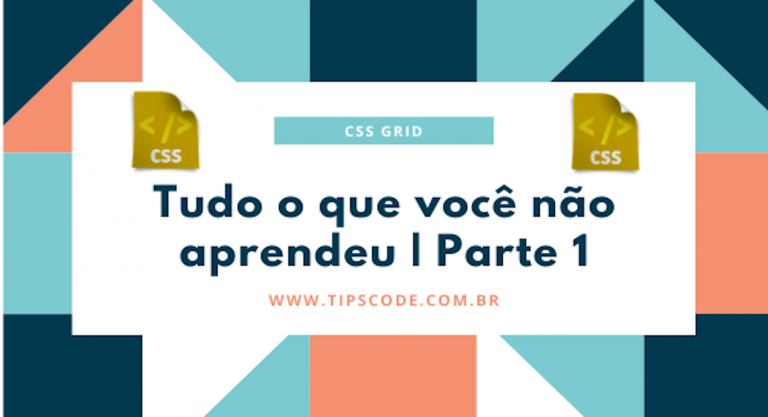 </> </>
CSS CSS
CSS GRID
Tudo o que você não
aprendeu | Parte 1
WWW.TIPSCODE.COM.BR